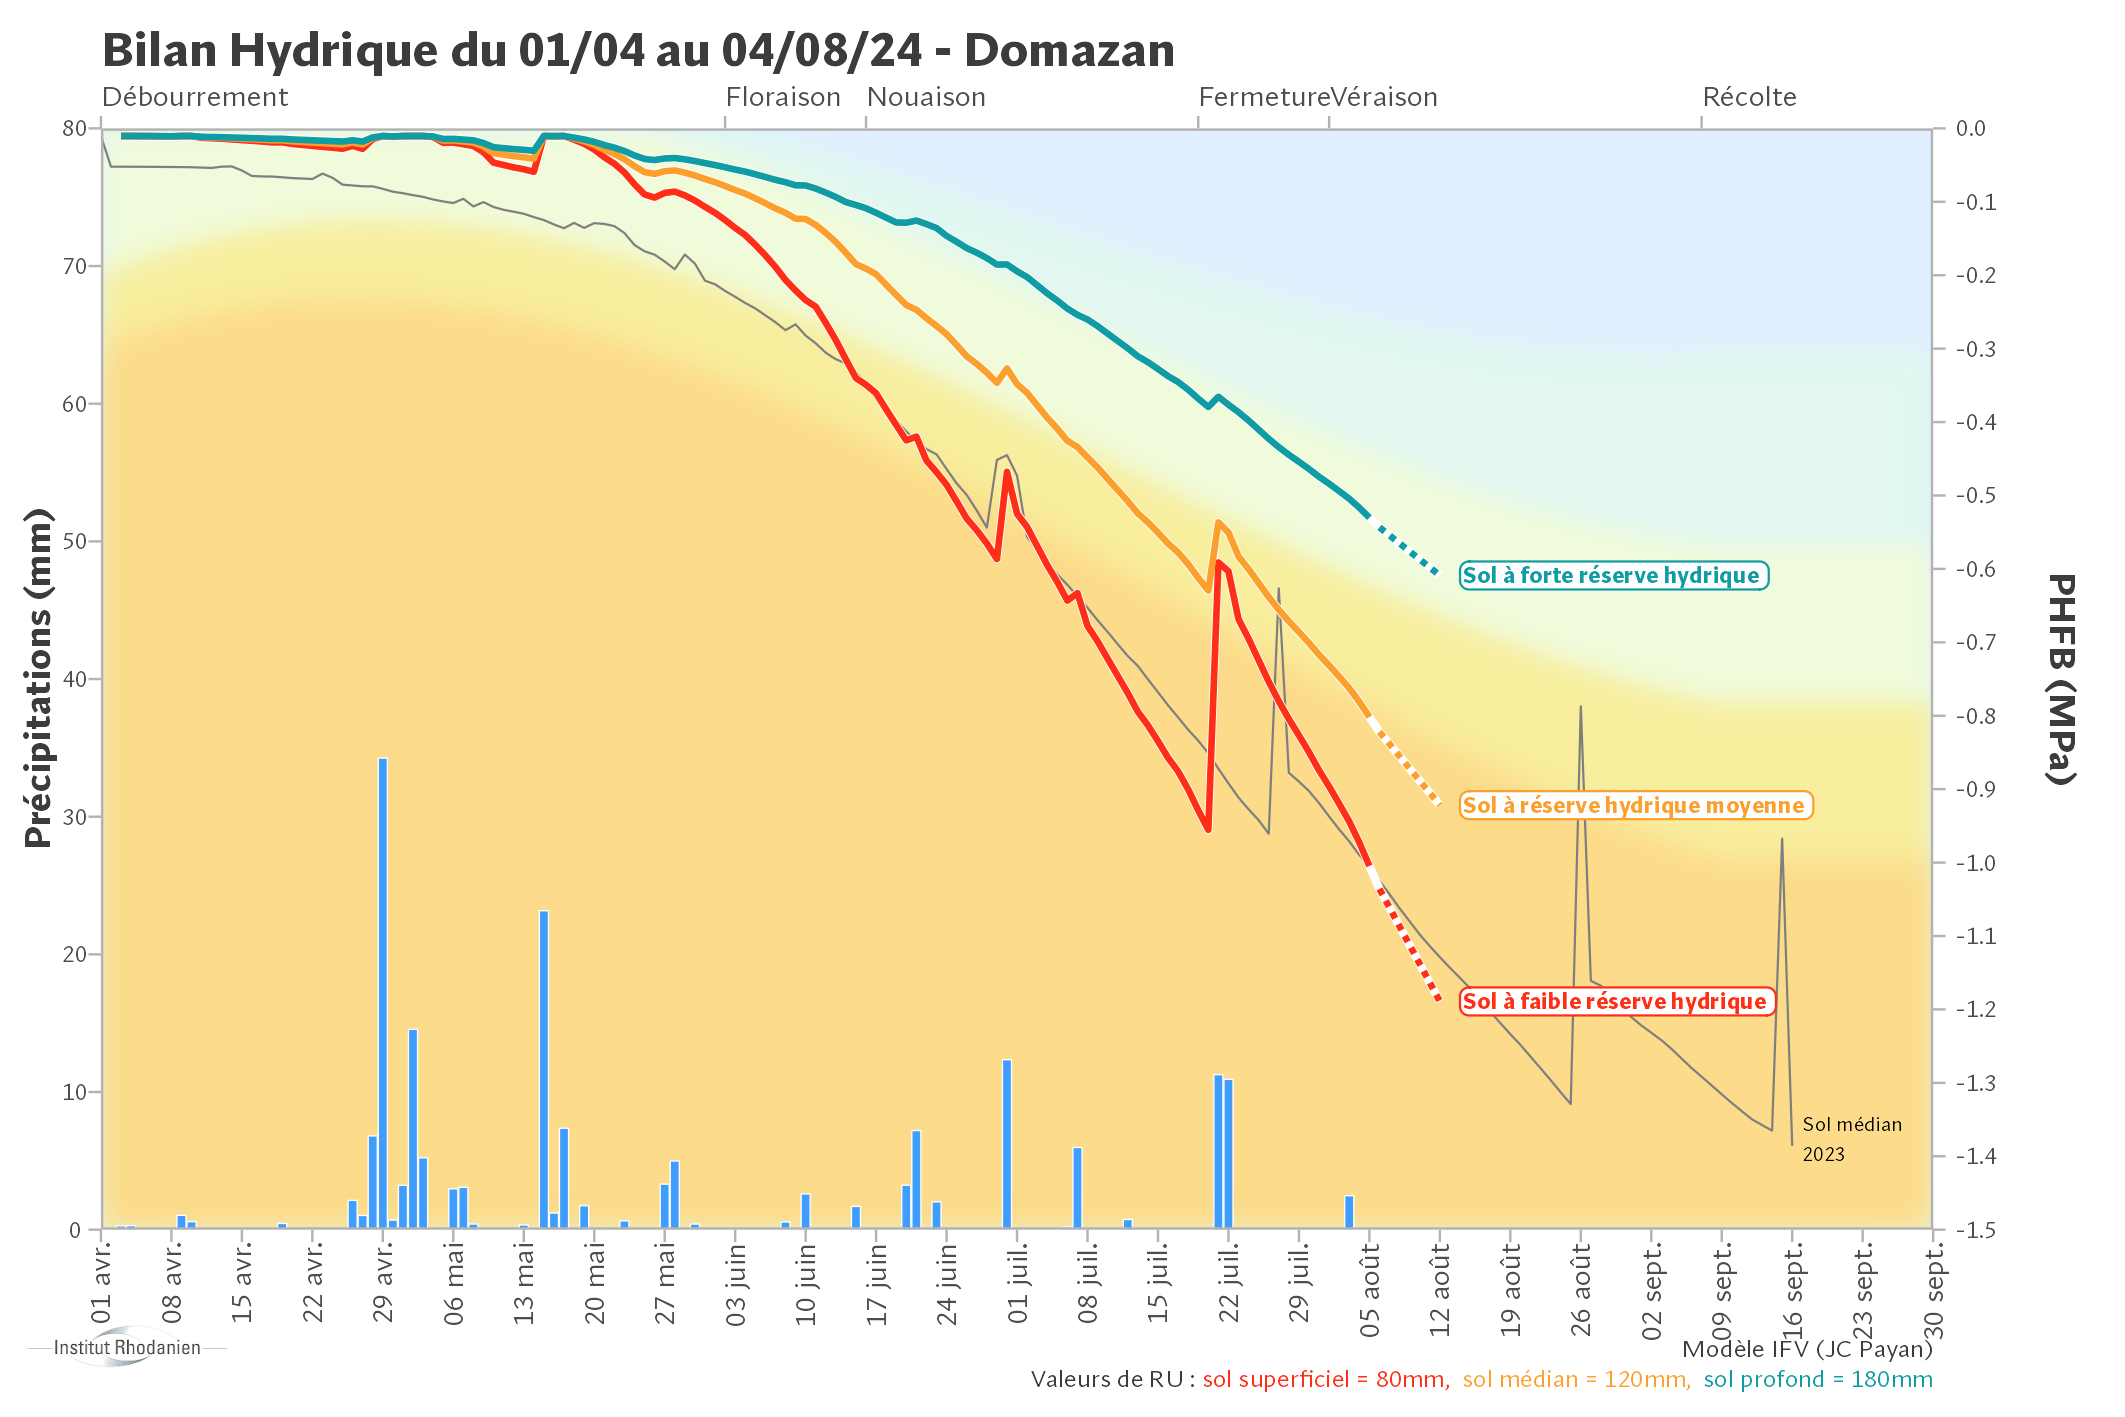 Bilan Hydrique du 01/04 au 04/08/24 - Domazan
Débourrement
Floraison
Nouaison
Fermeture
Véraison
Récolte
Précipitations (mm)
80
70
60
50
40
30
20
10
0
PHFB (MPa)
0.0
-0.1
-0.2
-0.3
-0.4
-0.5
-0.6
-0.7
-0.8
-0.9
-1.0
-1.1
-1.2
-1.3
-1.4
-1.5
Sol à forte réserve hydrique
Sol à réserve hydrique moyenne
Sol à faible réserve hydrique
Sol médian
2023
01 avr.
08 avr.
15 avr.
22 avr.
29 avr.
06 mai
13 mai
20 mai
27 mai
03 juin
10 juin
17 juin
24 juin
01 juil.
08 juil.
15 juil.
22 juil.
29 juil.
05 août
12 août
19 août
26 août
02 sept.
09 sept.
16 sept.
23 sept.
30 sept.
Institut Rhodanien
Modèle IFV (JC Payan)
Valeurs de RU : sol superficiel = 80mm, sol médian = 120mm, sol profond = 180mm